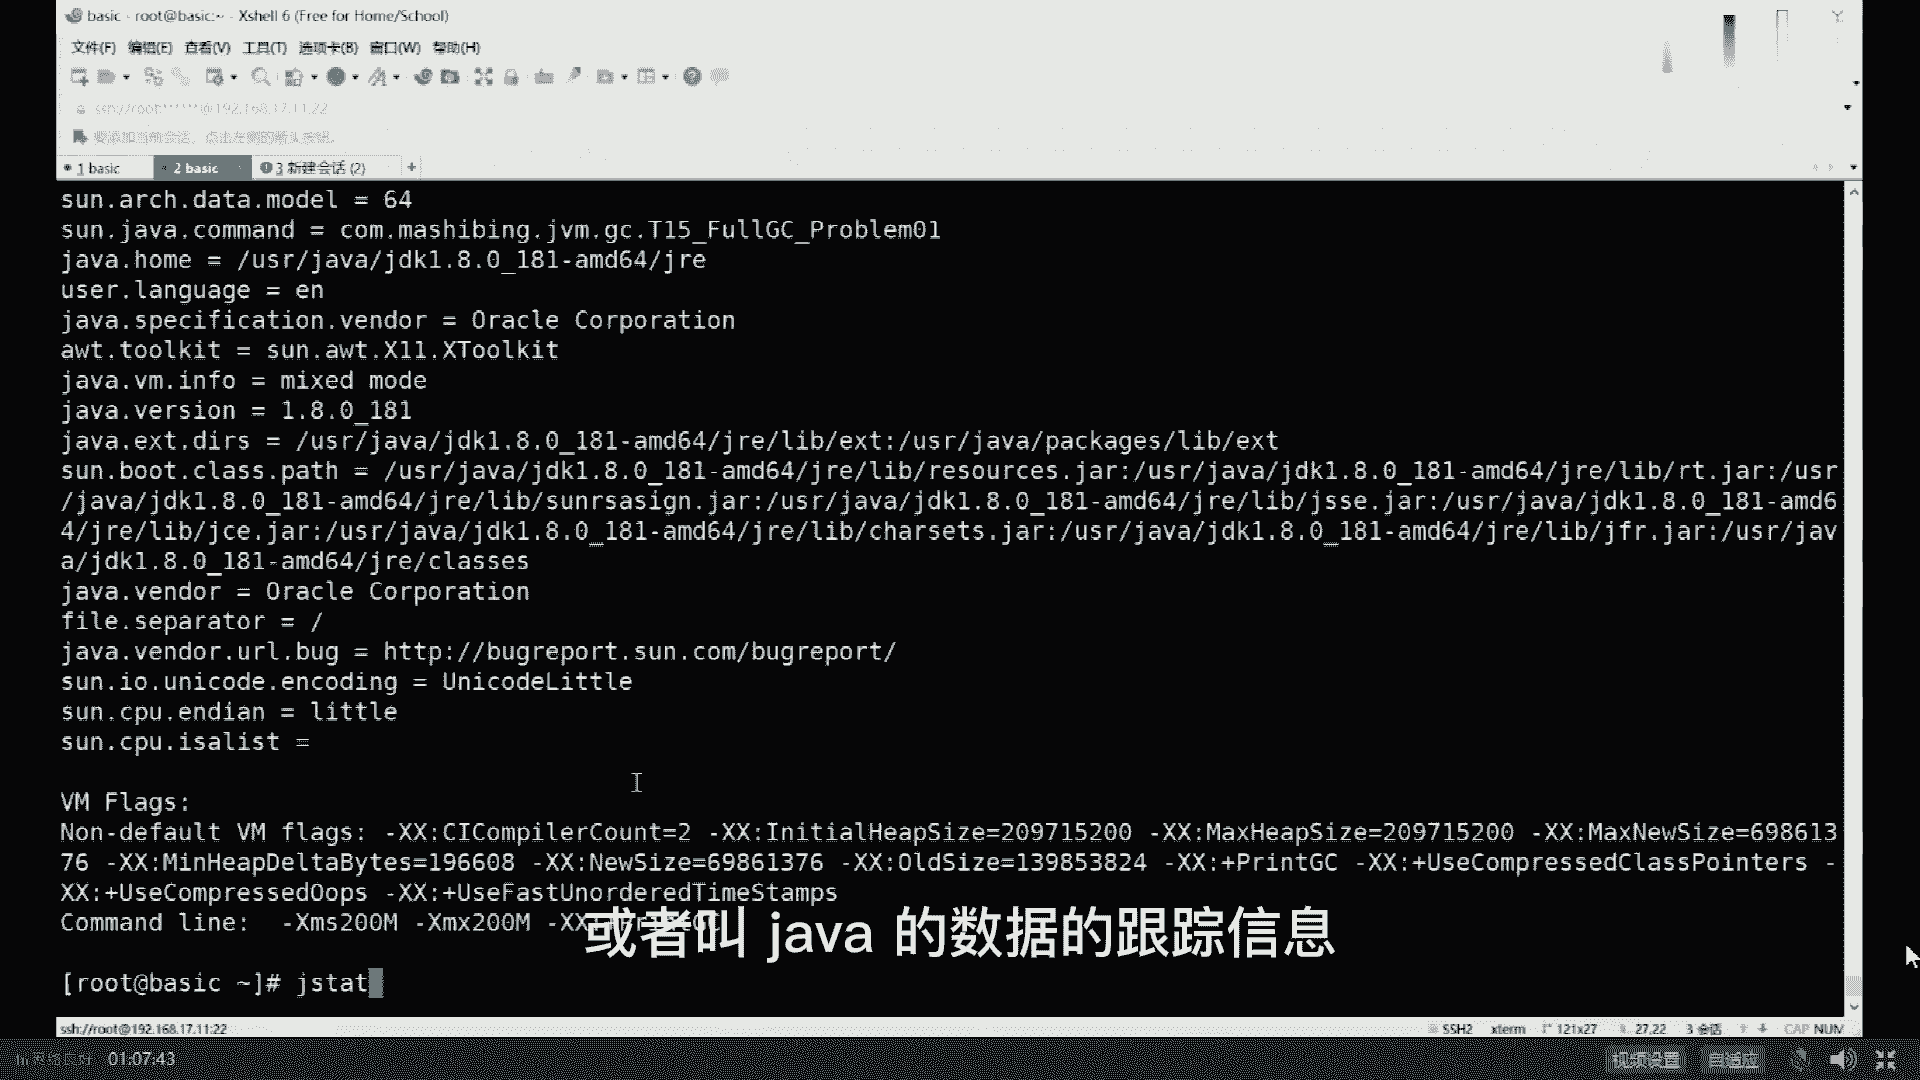 basic - root@basic:~ - Xshell 6 (Free for Home/School)
文件(F) 编辑(E) 查看(V) 工具(T) 选项卡(B) 窗口(W) 帮助(H)
ssh://root:******@192.168.17.11:22
要添加当前会话，点击左侧的箭头按钮。
1 basic 2 basic 3 新建会话 (2) +
sun.arch.data.model = 64
sun.java.command = com.mashibing.jvm.gc.T15_FullGC_Problem01
java.home = /usr/java/jdk1.8.0_181-amd64/jre
user.language = en
java.specification.vendor = Oracle Corporation
awt.toolkit = sun.awt.X11.XToolkit
java.vm.info = mixed mode
java.version = 1.8.0_181
java.ext.dirs = /usr/java/jdk1.8.0_181-amd64/jre/lib/ext:/usr/java/packages/lib/ext
sun.boot.class.path = /usr/java/jdk1.8.0_181-amd64/jre/lib/resources.jar:/usr/java/jdk1.8.0_181-amd64/jre/lib/rt.jar:/usr
/java/jdk1.8.0_181-amd64/jre/lib/sunrsasign.jar:/usr/java/jdk1.8.0_181-amd64/jre/lib/jsse.jar:/usr/java/jdk1.8.0_181-amd6
4/jre/lib/jce.jar:/usr/java/jdk1.8.0_181-amd64/jre/lib/charsets.jar:/usr/java/jdk1.8.0_181-amd64/jre/lib/jfr.jar:/usr/jav
a/jdk1.8.0_181-amd64/jre/classes
java.vendor = Oracle Corporation
file.separator = /
java.vendor.url.bug = http://bugreport.sun.com/bugreport/
sun.io.unicode.encoding = UnicodeLittle
sun.cpu.endian = little
sun.cpu.isalist =
VM Flags:
Non-default VM flags: -XX:CICompilerCount=2 -XX:InitialHeapSize=209715200 -XX:MaxHeapSize=209715200 -XX:MaxNewSize=698613
76 -XX:MinHeapDeltaBytes=196608 -XX:NewSize=69861376 -XX:OldSize=139853824 -XX:+PrintGC -XX:+UseCompressedClassPointers -
XX:+UseCompressedOops -XX:+UseFastUnorderedTimeStamps
Command line: -Xms200M -Xmx200M
或者叫 java 的数据的跟踪信息
[root@basic ~]# jstat
ssh://root@192.168.17.11:22 SSH2 xterm 121x27 27,22 3 会话 CAP NUM
01:07:43 视频设置 自适应